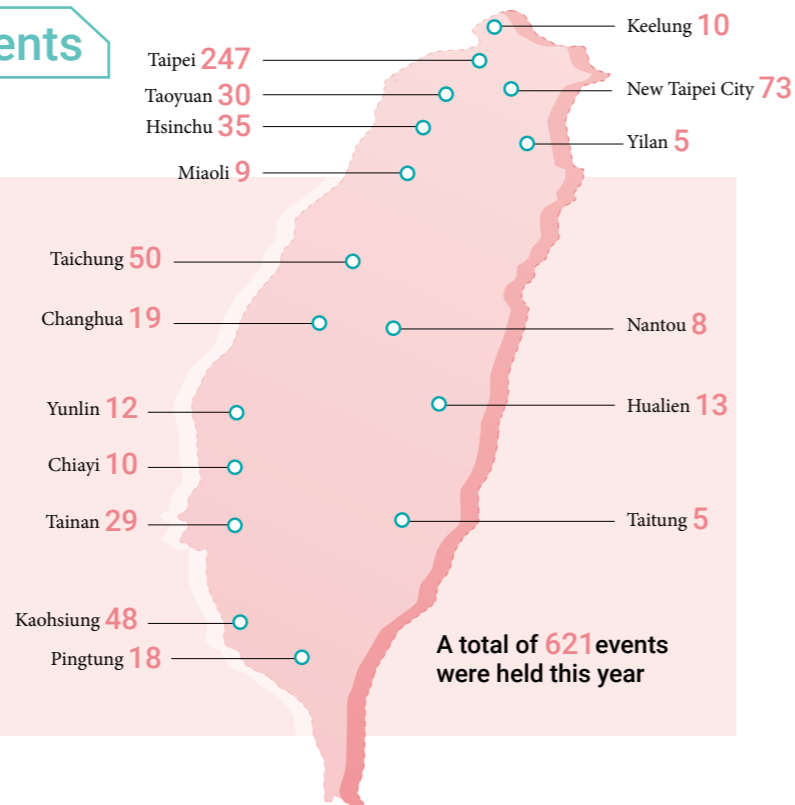 ents
Keelung 10
Taipei 247
New Taipei City 73
Taoyuan 30
Hsinchu 35
Yilan 5
Miaoli 9
Taichung 50
Changhua 19
Nantou 8
Yunlin 12
Hualien 13
Chiayi 10
Tainan 29
Taitung 5
Kaohsiung 48
Pingtung 18
A total of 621 events
were held this year